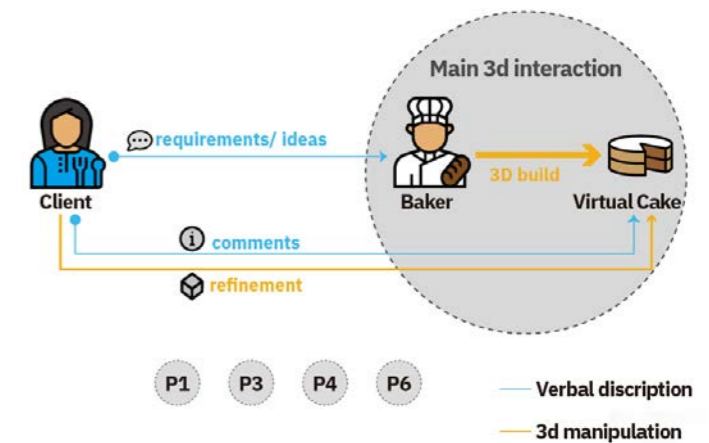 Main 3d interaction
requirements/ ideas
3D build
Client
Baker
Virtual Cake
comments
refinement
P1 P3 P4 P6
Verbal discription
3d manipulation